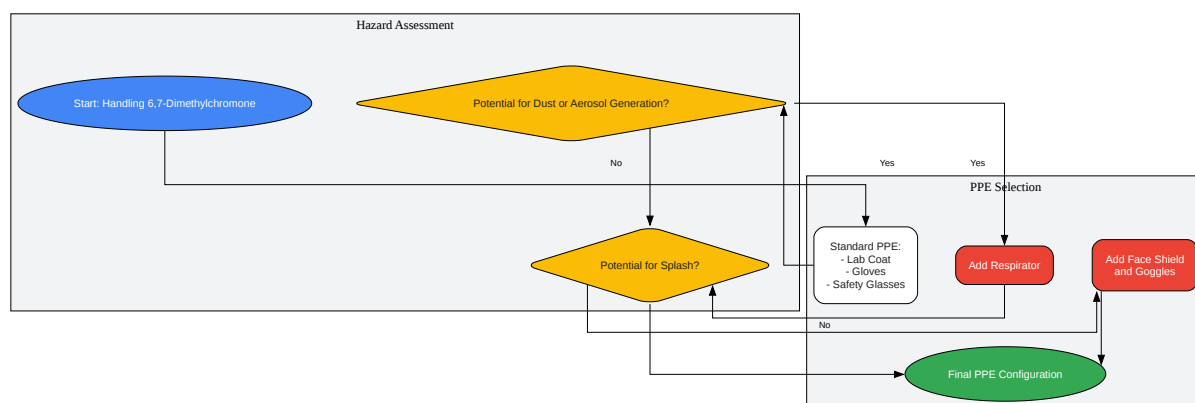 Hazard Assessment
Start: Handling 6,7-Dimethylchromone
Potential for Dust or Aerosol Generation?
No
Yes
Yes
PPE Selection
Standard PPE:
- Lab Coat
- Gloves
- Safety Glasses
Potential for Splash?
Add Respirator
Add Face Shield
and Goggles
No
Final PPE Configuration